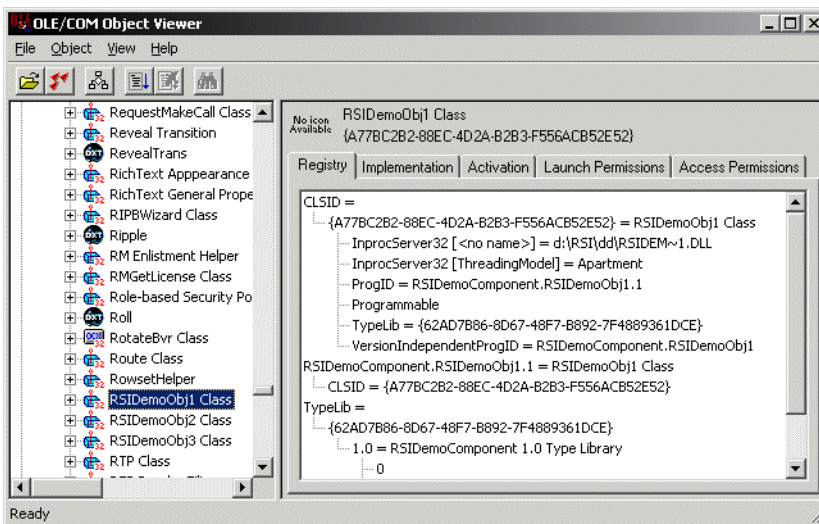 OLE/COM Object Viewer
File Object View Help
RequestMakeCall Class
Reveal Transition
RevealTrans
RichText Apppearance
RichText General Prope
RIPBWizard Class
Ripple
RM Enlistment Helper
RMGetLicense Class
Role-based Security Po
Roll
RotateBvr Class
Route Class
RowsetHelper
RSIDemoObj1 Class
RSIDemoObj2 Class
RSIDemoObj3 Class
RTP Class
No icon Available
RSIDemoObj1 Class
{A77BC2B2-88EC-4D2A-B2B3-F556ACB52E52}
Registry Implementation Activation Launch Permissions Access Permissions
CLSID =
{A77BC2B2-88EC-4D2A-B2B3-F556ACB52E52} = RSIDemoObj1 Class
InprocServer32 [<no name>] = d:\RSI\dd\RSIDEM~1.DLL
InprocServer32 [ThreadingModel] = Apartment
ProgID = RSIDemoComponent.RSIDemoObj1.1
Programmable
TypeLib = {62AD7B86-8D67-48F7-B892-7F4889361DCE}
VersionIndependentProgID = RSIDemoComponent.RSIDemoObj1
RSIDemoComponent.RSIDemoObj1.1 = RSIDemoObj1 Class
CLSID = {A77BC2B2-88EC-4D2A-B2B3-F556ACB52E52}
TypeLib =
{62AD7B86-8D67-48F7-B892-7F4889361DCE}
1.0 = RSIDemoComponent 1.0 Type Library
0
Ready